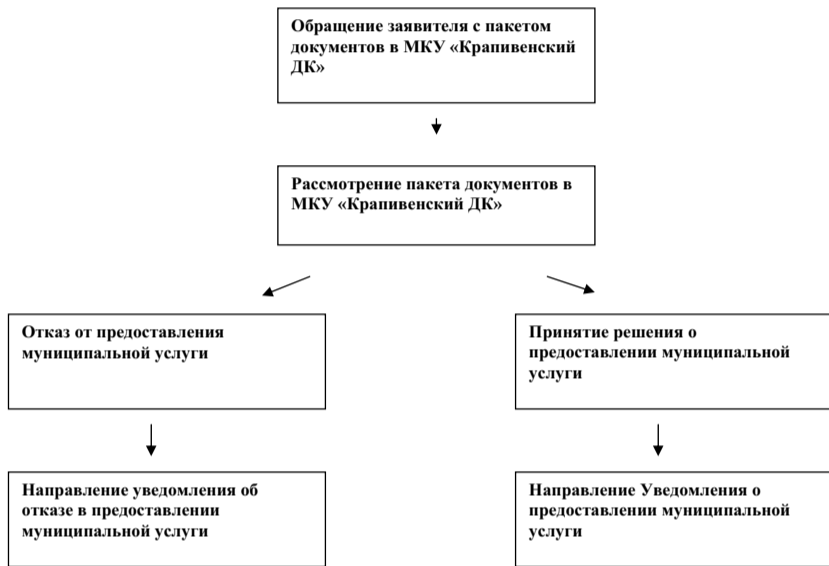 Обращение заявителя с пакетом
документов в МКУ «Крапивенский
ДК»
Рассмотрение пакета документов в
МКУ «Крапивенский ДК»
Отказ от предоставления
муниципальной услуги
Принятие решения о
предоставлении муниципальной
услуги
Направление уведомления об
отказе в предоставлении
муниципальной услуги
Направление Уведомления о
предоставлении муниципальной
услуги